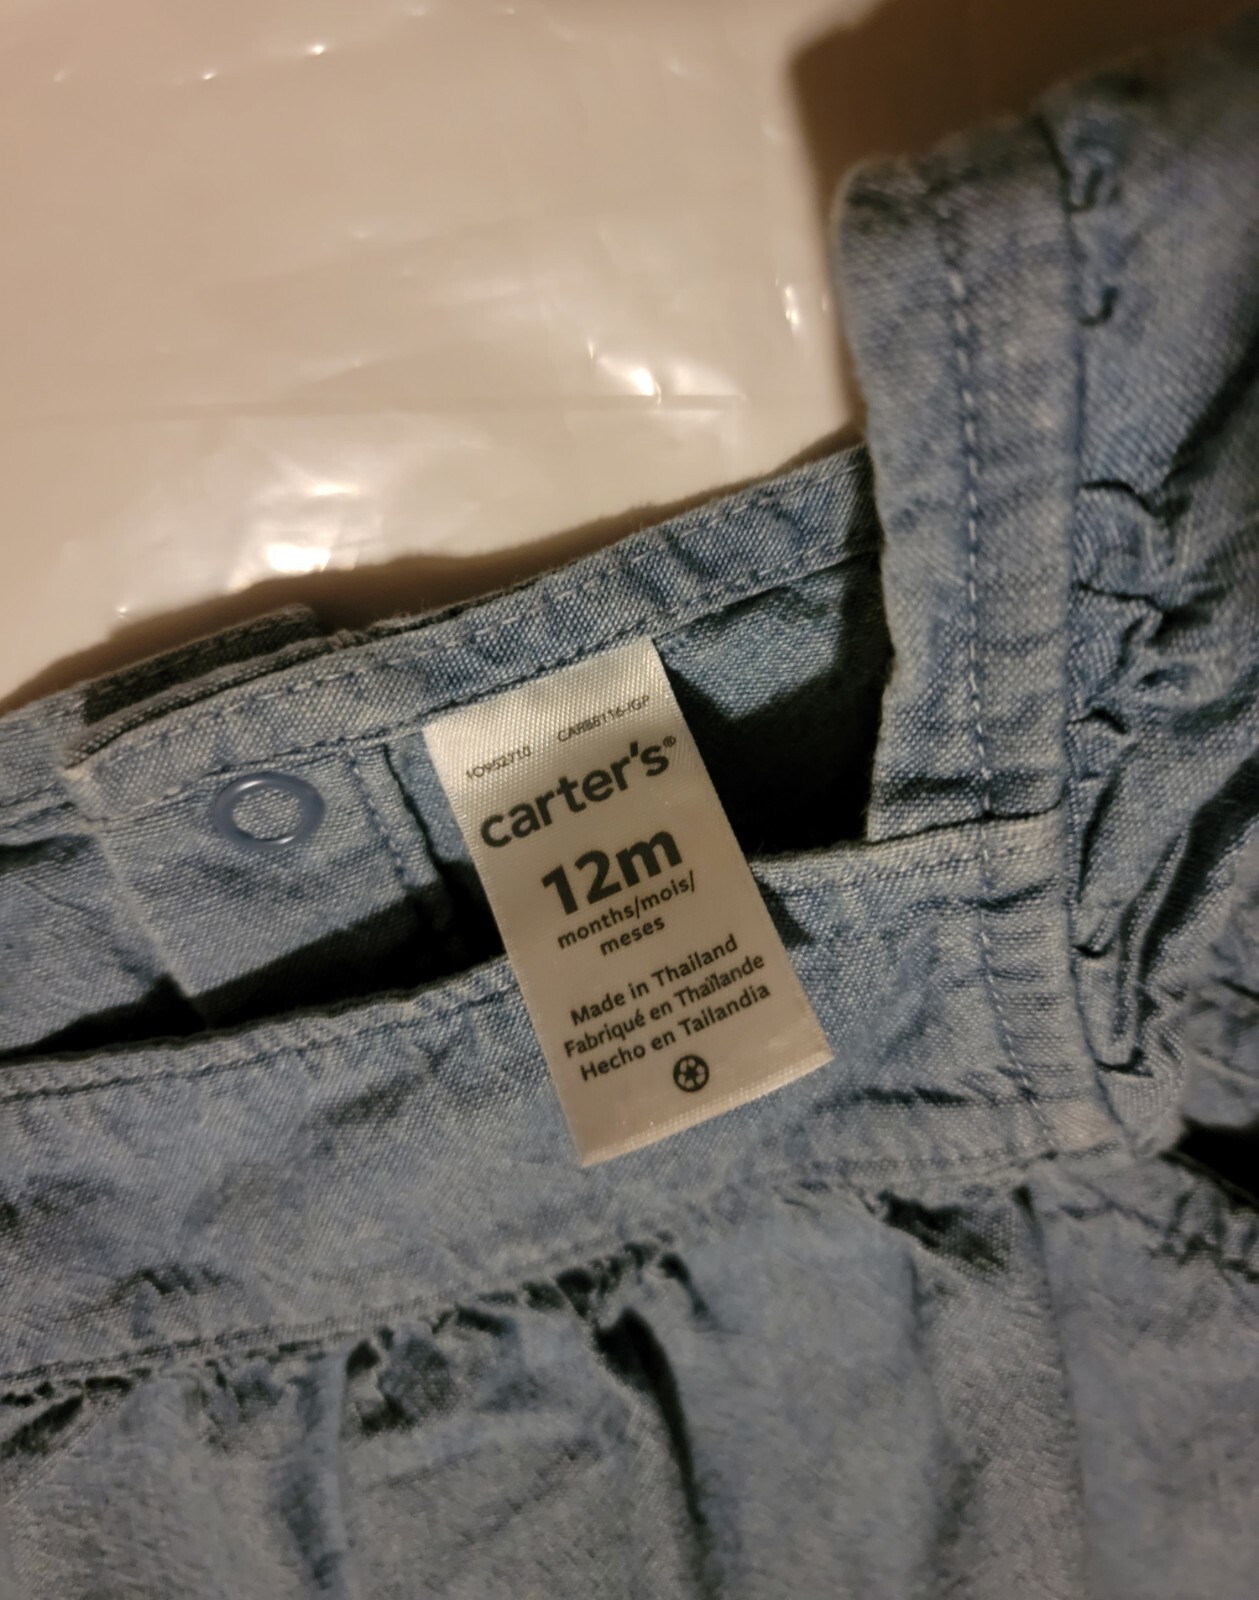 carter's®
12m
months/mois/
meses
Made in Thailand
Fabriqué en Thaïlande
Hecho en Tailandia